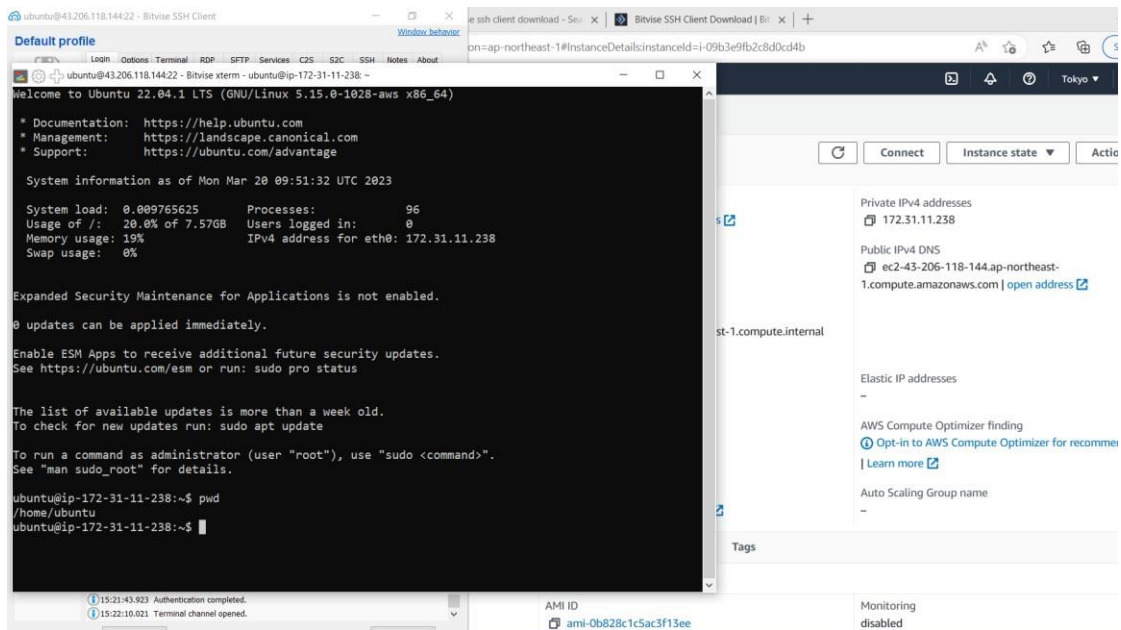 ubuntu@43.206.118.144:22 - Bitvise SSH Client
Default profile
Window behavior
Login Options Terminal RDP SFTP Services C2S S2C SSH Notes About
ubuntu@43.206.118.144:22 - Bitvise xterm - ubuntu@ip-172-31-11-238: ~
Welcome to Ubuntu 22.04.1 LTS (GNU/Linux 5.15.0-1028-aws x86_64)
* Documentation: https://help.ubuntu.com
* Management: https://landscape.canonical.com
* Support: https://ubuntu.com/advantage
System information as of Mon Mar 20 09:51:32 UTC 2023
System load: 0.009765625 Processes: 96
Usage of /: 20.0% of 7.57GB Users logged in: 0
Memory usage: 19% IPv4 address for eth0: 172.31.11.238
Swap usage: 0%
Expanded Security Maintenance for Applications is not enabled.
0 updates can be applied immediately.
Enable ESM Apps to receive additional future security updates.
See https://ubuntu.com/esm or run: sudo pro status
The list of available updates is more than a week old.
To check for new updates run: sudo apt update
To run a command as administrator (user "root"), use "sudo <command>".
See "man sudo_root" for details.
ubuntu@ip-172-31-11-238:~$ pwd
/home/ubuntu
ubuntu@ip-172-31-11-238:~$
15:21:43.923 Authentication completed.
15:22:10.021 Terminal channel opened.
e ssh client download - Sea
Bitvise SSH Client Download | Bit
on=ap-northeast-1#InstanceDetails:instanceId=i-09b3e9fb2c8d0cd4b
Tokyo
Connect
Instance state
Actio
Private IPv4 addresses
172.31.11.238
Public IPv4 DNS
ec2-43-206-118-144.ap-northeast-
1.compute.amazonaws.com | open address
st-1.compute.internal
Elastic IP addresses
–
AWS Compute Optimizer finding
Opt-in to AWS Compute Optimizer for recommen
| Learn more
Auto Scaling Group name
–
Tags
AMI ID
ami-0b828c1c5ac3f13ee
Monitoring
disabled